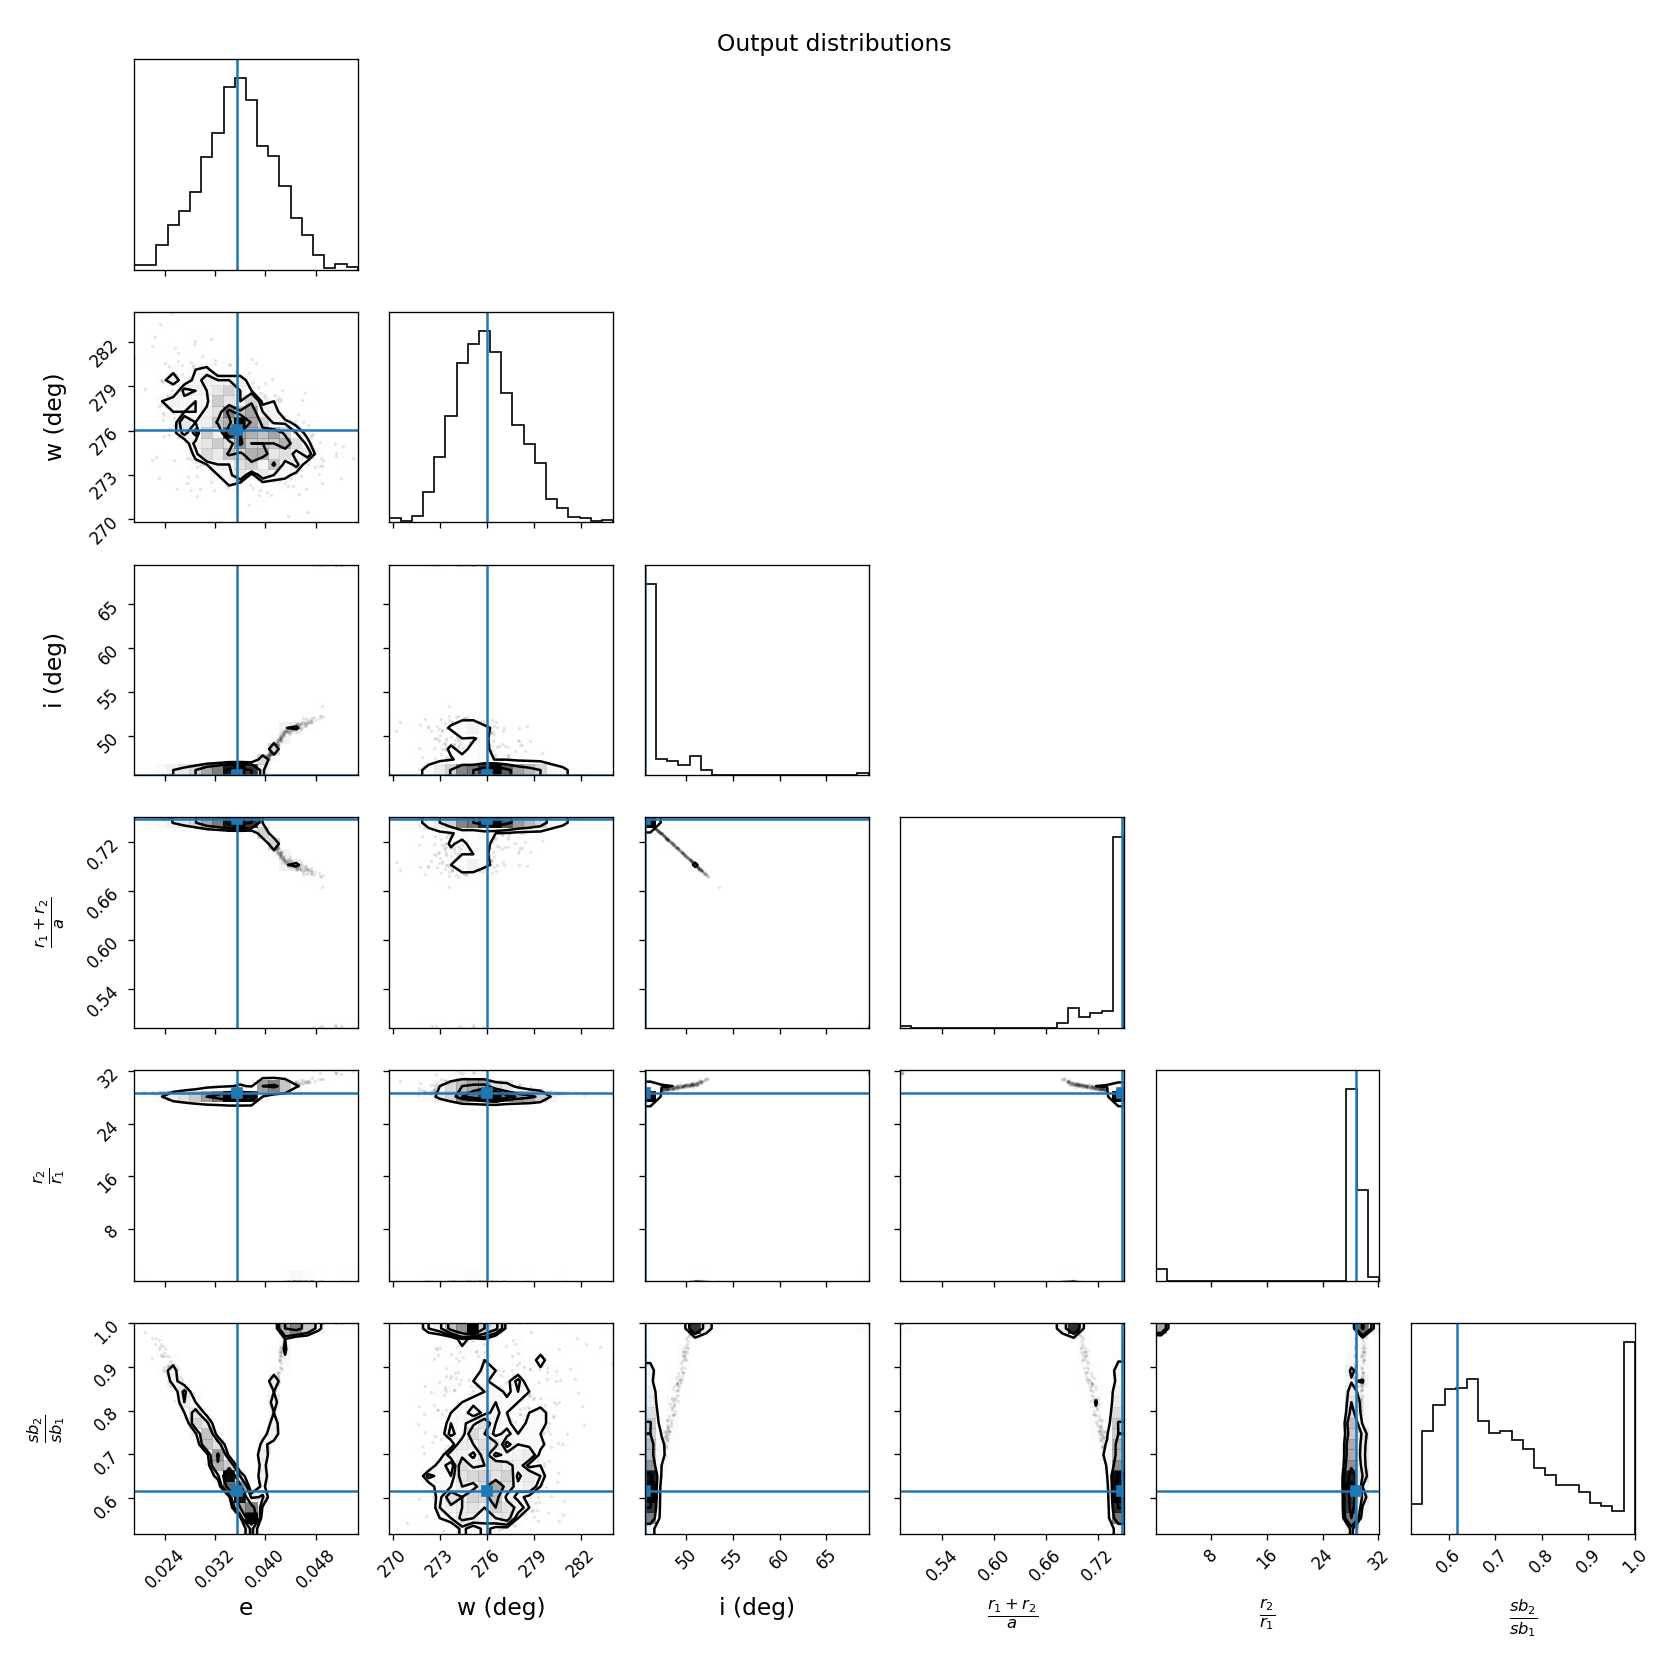 Output distributions
w (deg)
282
279
276
273
270
i (deg)
65
60
55
50
r₁ + r₂
a
0.72
0.66
0.60
0.54
r₂
r₁
32
24
16
8
sb₂
sb₁
1.0
0.9
0.8
0.7
0.6
0.024 0.032 0.040 0.048
270 273 276 279 282
50 55 60 65
0.54 0.60 0.66 0.72
8 16 24 32
0.6 0.7 0.8 0.9 1.0
e
w (deg)
i (deg)
r₁ + r₂
a
r₂
r₁
sb₂
sb₁